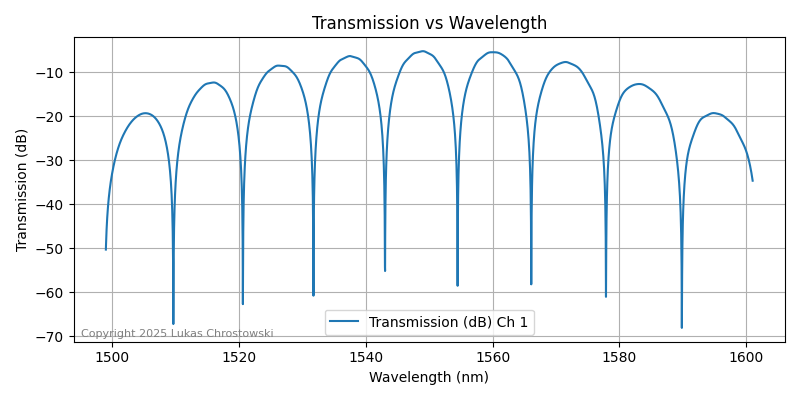 Transmission vs Wavelength
Transmission (dB)
−10
−20
−30
−40
−50
−60
−70
Transmission (dB) Ch 1
Copyright 2025 Lukas Chrostowski
1500 1520 1540 1560 1580 1600
Wavelength (nm)